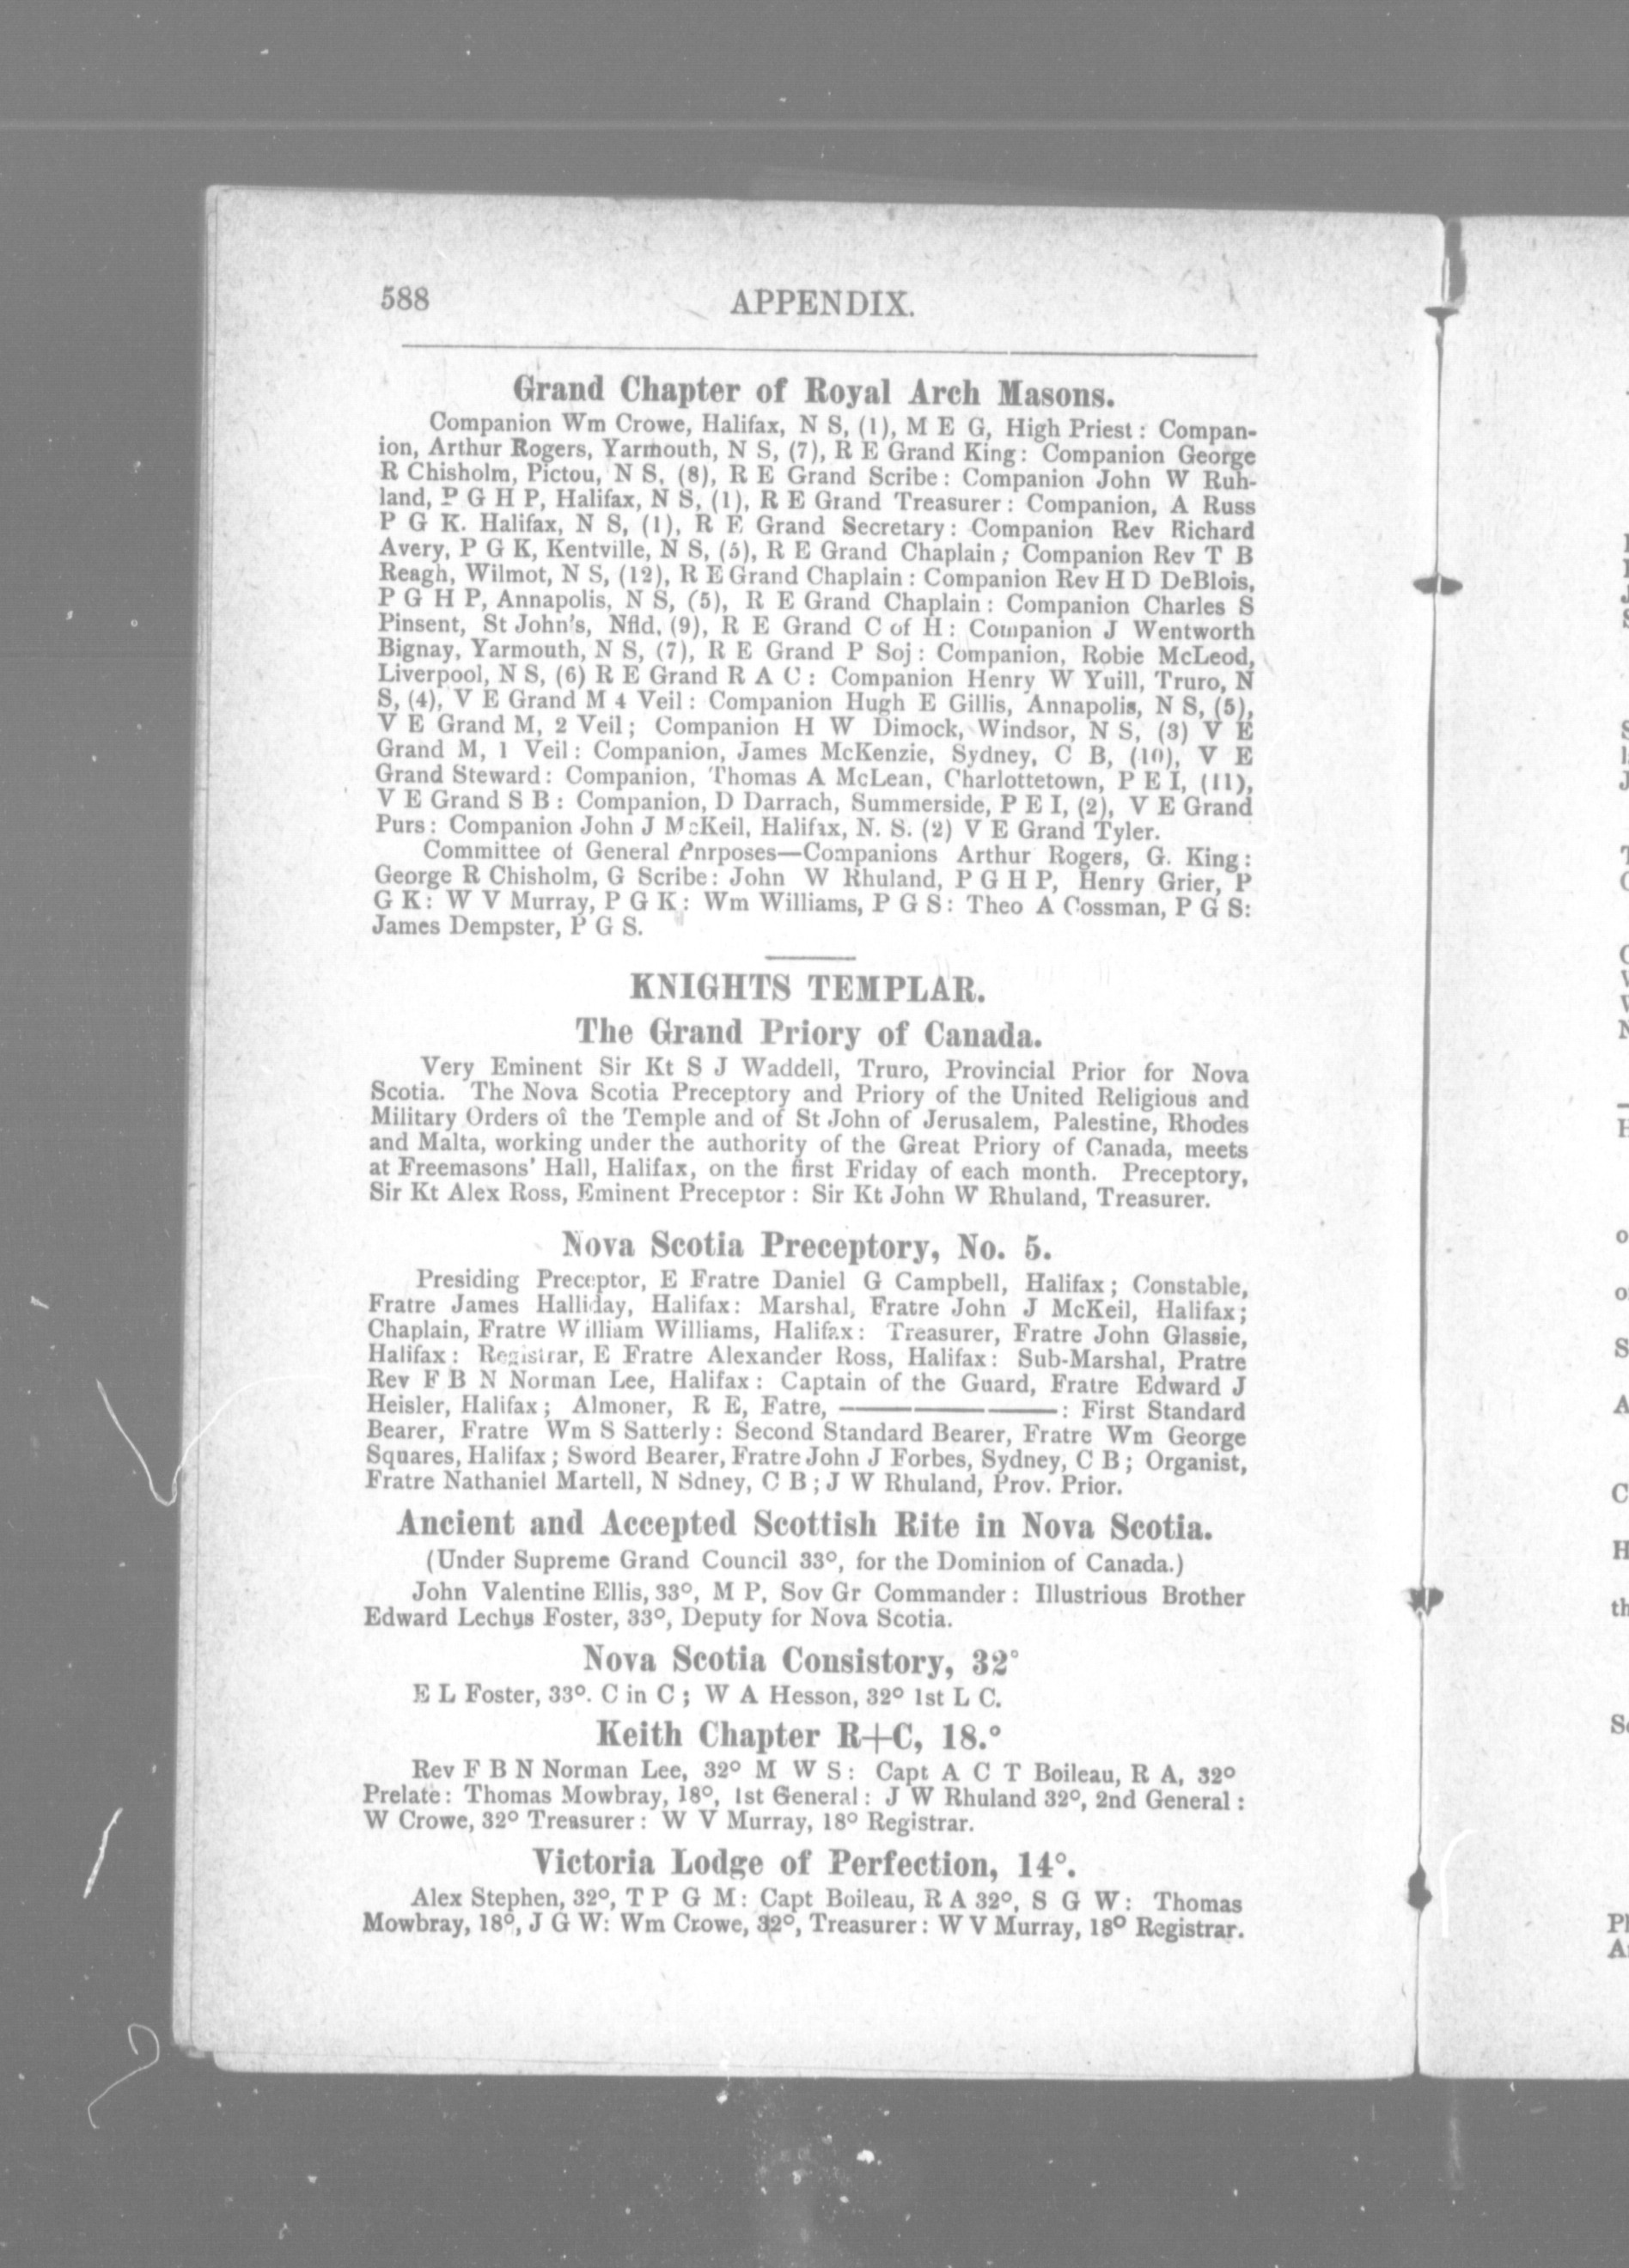 588 APPENDIX.
Grand Chapter of Royal Arch Masons.
Companion Wm Crowe, Halifax, N S, (1), M E G, High Priest: Compan-
ion, Arthur Rogers, Yarmouth, N S, (7), R E Grand King: Companion George
R Chisholm, Pictou, N S, (8), R E Grand Scribe: Companion John W Ruh-
land, P G H P, Halifax, N S, (1), R E Grand Treasurer: Companion, A Russ
P G K. Halifax, N S, (1), R E Grand Secretary: Companion Rev Richard
Avery, P G K, Kentville, N S, (5), R E Grand Chaplain; Companion Rev T B
Reagh, Wilmot, N S, (12), R E Grand Chaplain: Companion Rev H D DeBlois,
P G H P, Annapolis, N S, (5), R E Grand Chaplain: Companion Charles S
Pinsent, St John's, Nfld, (9), R E Grand C of H: Companion J Wentworth
Bignay, Yarmouth, N S, (7), R E Grand P Soj: Companion, Robie McLeod,
Liverpool, N S, (6) R E Grand R A C: Companion Henry W Yuill, Truro, N
S, (4), V E Grand M 4 Veil: Companion Hugh E Gillis, Annapolis, N S, (5),
V E Grand M, 2 Veil; Companion H W Dimock, Windsor, N S, (3) V E
Grand M, 1 Veil: Companion, James McKenzie, Sydney, C B, (10), V E
Grand Steward: Companion, Thomas A McLean, Charlottetown, P E I, (11),
V E Grand S B: Companion, D Darrach, Summerside, P E I, (2), V E Grand
Purs: Companion John J McKeil, Halifax, N. S. (2) V E Grand Tyler.
Committee of General Pnrposes—Companions Arthur Rogers, G. King:
George R Chisholm, G Scribe: John W Rhuland, P G H P, Henry Grier, P
G K: W V Murray, P G K: Wm Williams, P G S: Theo A Cossman, P G S:
James Dempster, P G S.
KNIGHTS TEMPLAR.
The Grand Priory of Canada.
Very Eminent Sir Kt S J Waddell, Truro, Provincial Prior for Nova
Scotia. The Nova Scotia Preceptory and Priory of the United Religious and
Military Orders of the Temple and of St John of Jerusalem, Palestine, Rhodes
and Malta, working under the authority of the Great Priory of Canada, meets
at Freemasons' Hall, Halifax, on the first Friday of each month. Preceptory,
Sir Kt Alex Ross, Eminent Preceptor: Sir Kt John W Rhuland, Treasurer.
Nova Scotia Preceptory, No. 5.
Presiding Preceptor, E Fratre Daniel G Campbell, Halifax; Constable,
Fratre James Halliday, Halifax: Marshal, Fratre John J McKeil, Halifax;
Chaplain, Fratre William Williams, Halifax: Treasurer, Fratre John Glassie,
Halifax: Registrar, E Fratre Alexander Ross, Halifax: Sub-Marshal, Pratre
Rev F B N Norman Lee, Halifax: Captain of the Guard, Fratre Edward J
Heisler, Halifax; Almoner, R E, Fatre, ————: First Standard
Bearer, Fratre Wm S Satterly: Second Standard Bearer, Fratre Wm George
Squares, Halifax; Sword Bearer, Fratre John J Forbes, Sydney, C B; Organist,
Fratre Nathaniel Martell, N Sdney, C B; J W Rhuland, Prov. Prior.
Ancient and Accepted Scottish Rite in Nova Scotia.
(Under Supreme Grand Council 33°, for the Dominion of Canada.)
John Valentine Ellis, 33°, M P, Sov Gr Commander: Illustrious Brother
Edward Lechus Foster, 33°, Deputy for Nova Scotia.
Nova Scotia Consistory, 32°
E L Foster, 33°. C in C; W A Hesson, 32° 1st L C.
Keith Chapter R+C, 18.°
Rev F B N Norman Lee, 32° M W S: Capt A C T Boileau, R A, 32°
Prelate: Thomas Mowbray, 18°, 1st General: J W Rhuland 32°, 2nd General:
W Crowe, 32° Treasurer: W V Murray, 18° Registrar.
Victoria Lodge of Perfection, 14°.
Alex Stephen, 32°, T P G M: Capt Boileau, R A 32°, S G W: Thomas
Mowbray, 18°, J G W: Wm Crowe, 32°, Treasurer: W V Murray, 18° Registrar.